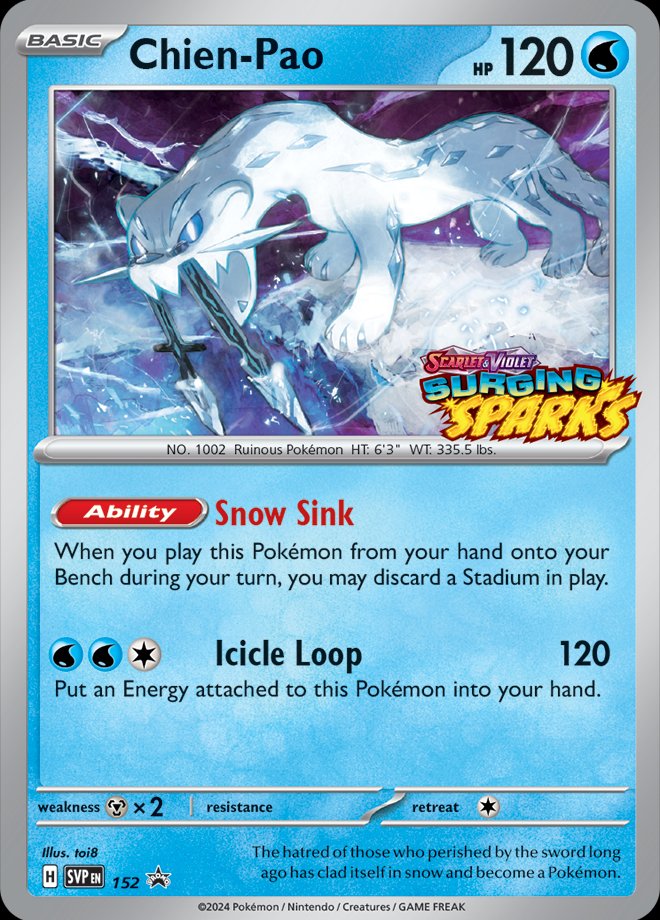 BASIC
Chien-Pao
HP 120
SCARLET & VIOLET
SURGING
SPARKS
NO. 1002 Ruinous Pokémon HT: 6'3" WT: 335.5 lbs.
Ability Snow Sink
When you play this Pokémon from your hand onto your
Bench during your turn, you may discard a Stadium in play.
Icicle Loop 120
Put an Energy attached to this Pokémon into your hand.
weakness ×2 resistance retreat
Illus. toi8
The hatred of those who perished by the sword long
ago has clad itself in snow and become a Pokémon.
H SVP EN 152 PROMO
©2024 Pokémon / Nintendo / Creatures / GAME FREAK